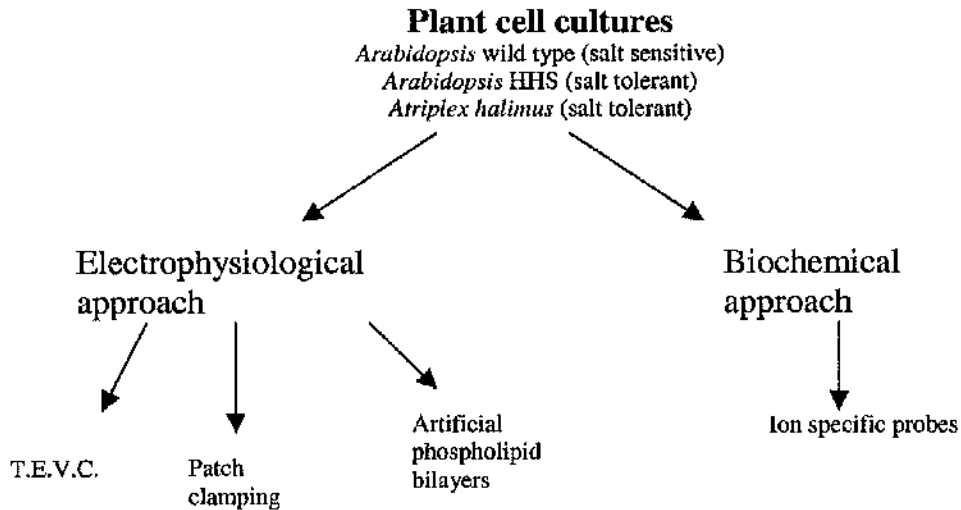 Plant cell cultures
Arabidopsis wild type (salt sensitive)
Arabidopsis HHS (salt tolerant)
Atriplex halimus (salt tolerant)
Electrophysiological
approach
Biochemical
approach
T.E.V.C.
Patch
clamping
Artificial
phospholipid
bilayers
Ion specific probes